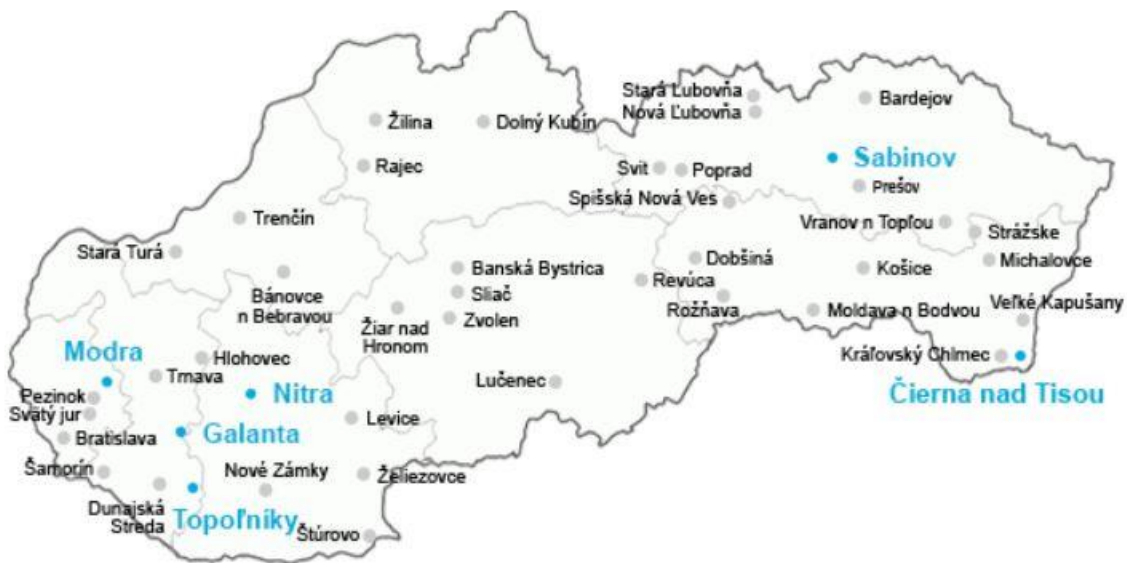 Stará Ľubovňa
Nová Ľubovňa
Bardejov
Žilina
Dolný Kubín
Sabinov
Rajec
Svit
Poprad
Prešov
Spišská Nová Ves
Trenčín
Vranov n Topľou
Strážske
Stará Turá
Dobšiná
Michalovce
Banská Bystrica
Košice
Revúca
Bánovce
n Bebravou
Sliač
Rožňava
Veľké Kapušany
Moldava n Bodvou
Žiar nad
Hronom
Zvolen
Modra
Hlohovec
Kráľovský Chlmec
Trnava
Lučenec
Nitra
Čierna nad Tisou
Pezinok
Svätý jur
Levice
Galanta
Bratislava
Šamorín
Nové Zámky
Želiezovce
Dunajská
Streda
Topoľníky
Štúrovo